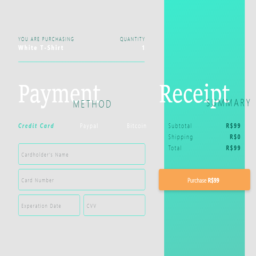 YOU ARE PURCHASING
White T-Shirt
QUANTITY
1
Payment
METHOD
Credit Card
Paypal
Cardholder's Name
Card Number
Expiration Date
CVV
Receipt
SUMMARY
Subtotal R$99
Shipping R$0
Total R$99
Purchase R$99